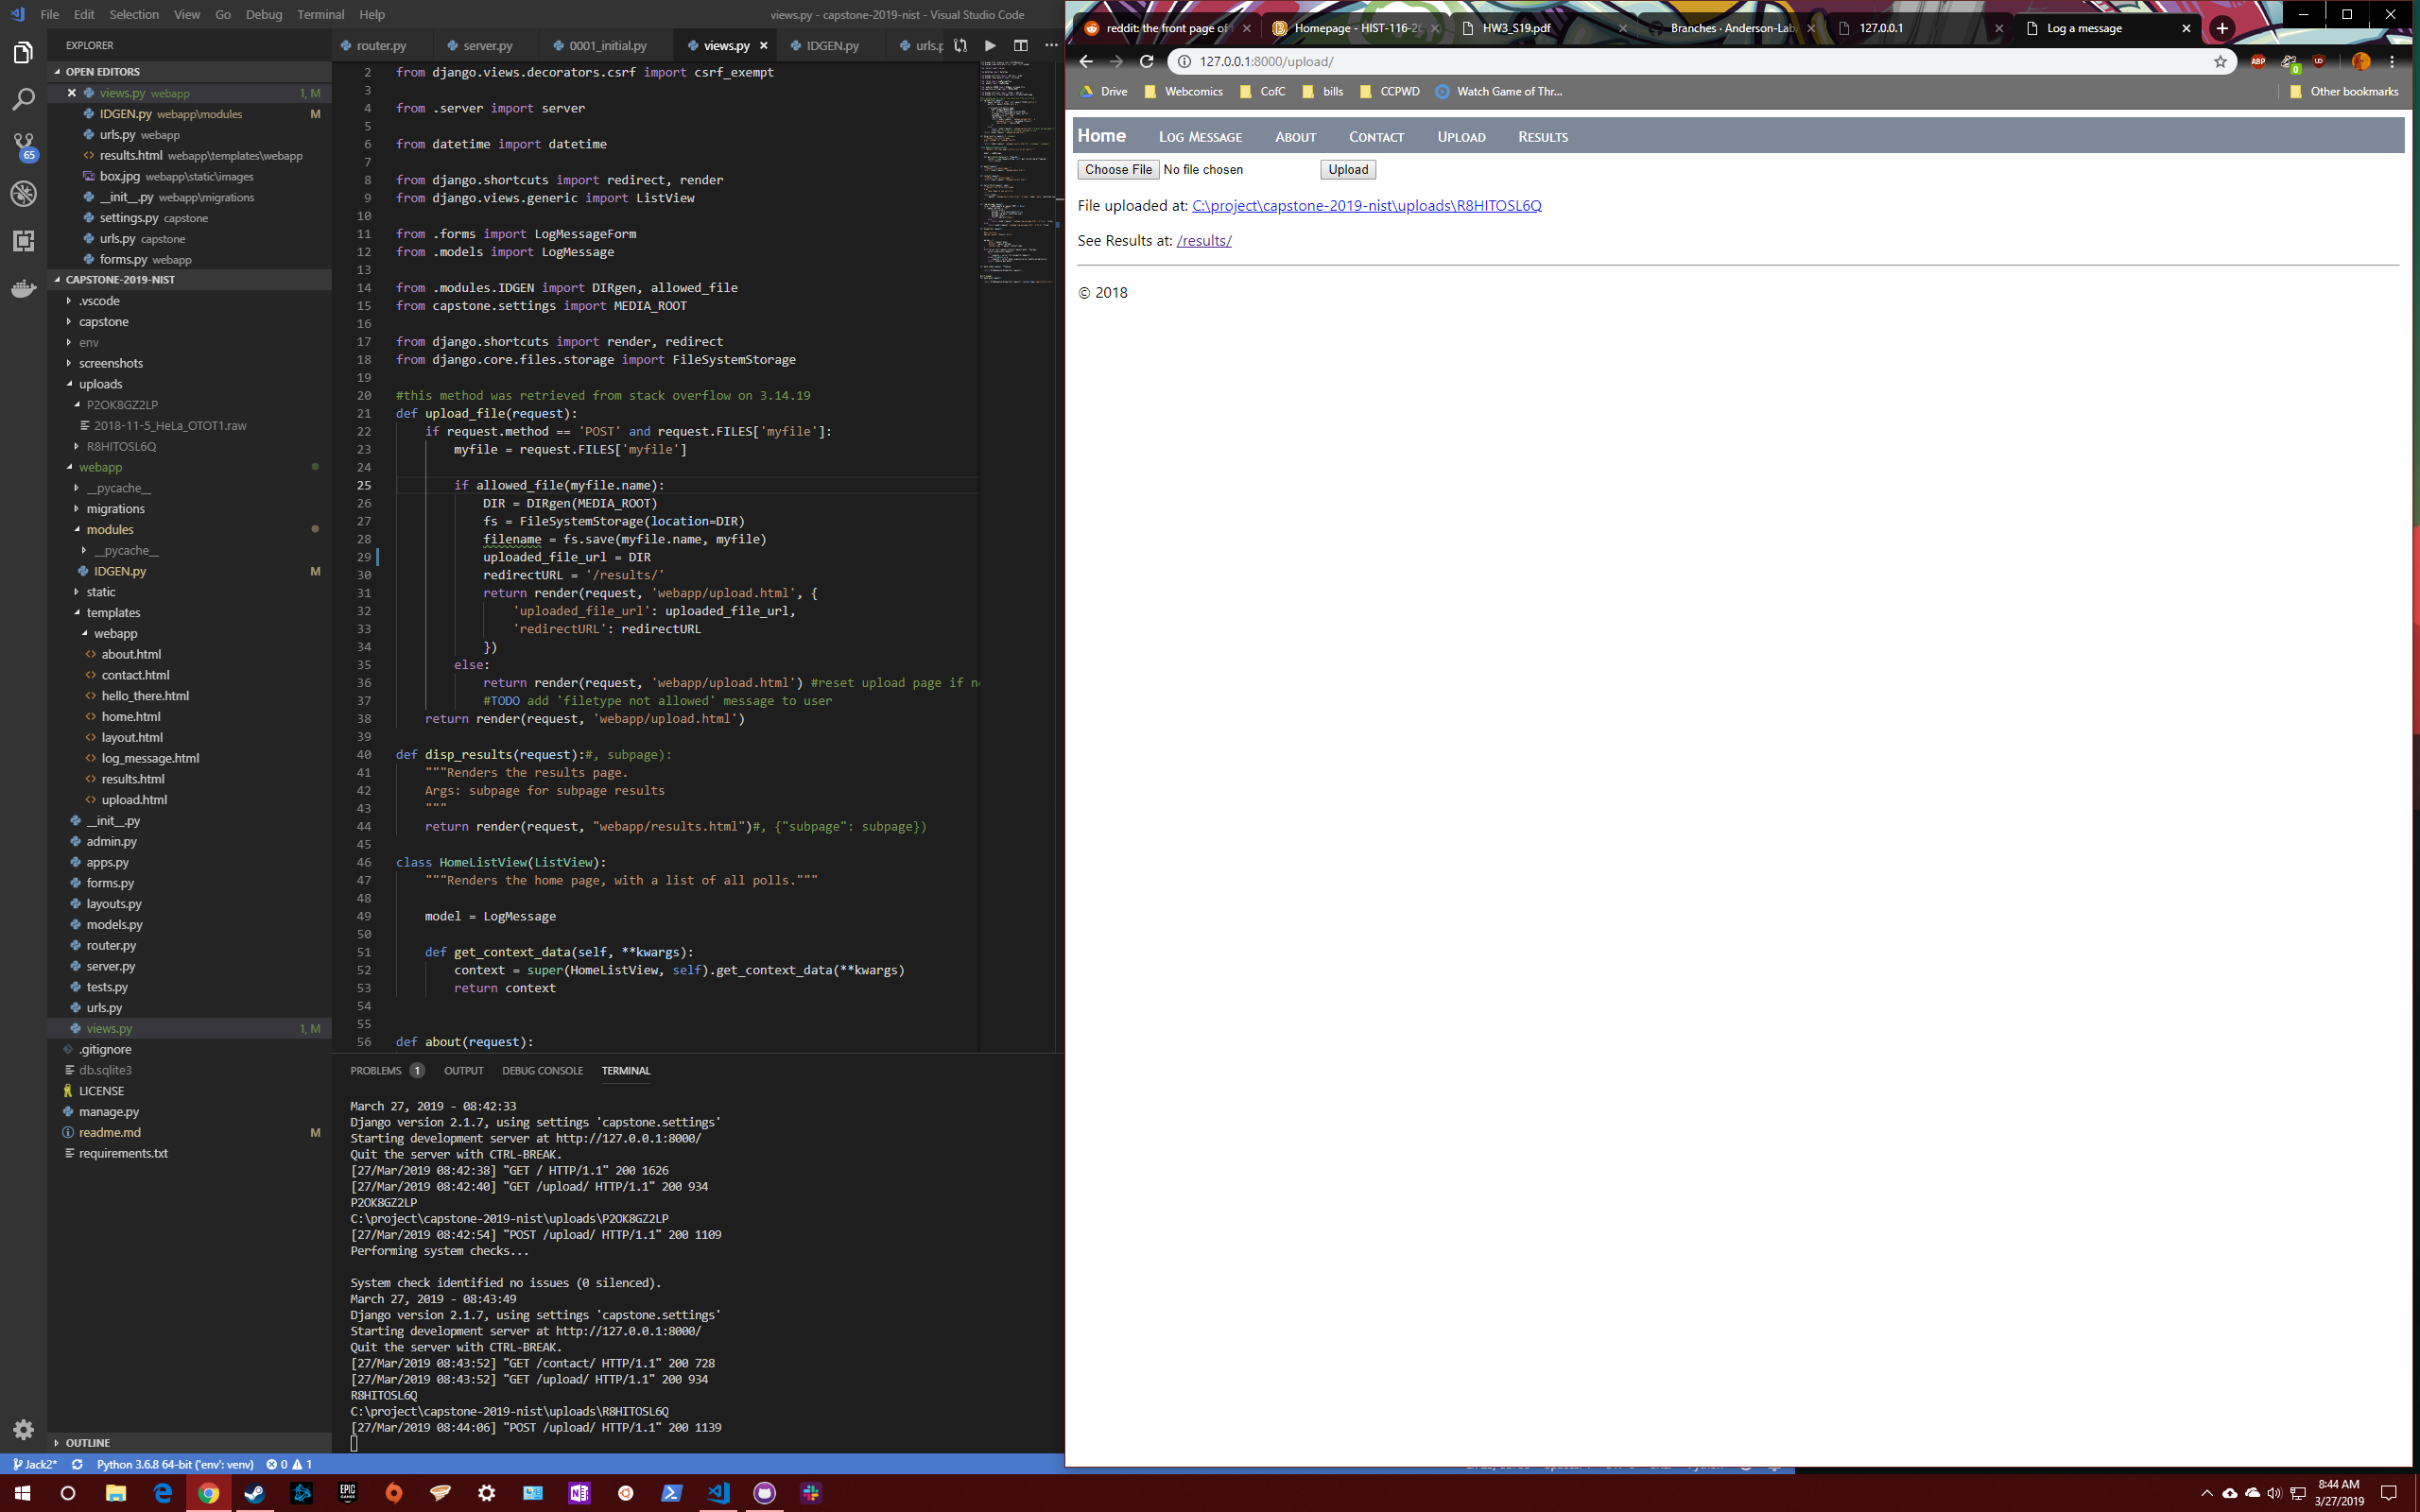 File Edit Selection View Go Debug Terminal Help
views.py - capstone-2019-nist - Visual Studio Code
EXPLORER
OPEN EDITORS
views.py webapp 1, M
IDGEN.py webapp\modules M
urls.py webapp
results.html webapp\templates\webapp
box.jpg webapp\static\images
__init__.py webapp\migrations
settings.py capstone
urls.py capstone
forms.py webapp
CAPSTONE-2019-NIST
.vscode
capstone
env
screenshots
uploads
P2OK8GZ2LP
2018-11-5_HeLa_OTOT1.raw
R8HITOSL6Q
webapp
__pycache__
migrations
modules
__pycache__
IDGEN.py M
static
templates
webapp
about.html
contact.html
hello_there.html
home.html
layout.html
log_message.html
results.html
upload.html
__init__.py
admin.py
apps.py
forms.py
layouts.py
models.py
router.py
server.py
tests.py
urls.py
views.py 1, M
.gitignore
db.sqlite3
LICENSE
manage.py
readme.md M
requirements.txt
OUTLINE
65
router.py server.py 0001_initial.py views.py IDGEN.py urls.p
2 from django.views.decorators.csrf import csrf_exempt
3
4 from .server import server
5
6 from datetime import datetime
7
8 from django.shortcuts import redirect, render
9 from django.views.generic import ListView
10
11 from .forms import LogMessageForm
12 from .models import LogMessage
13
14 from .modules.IDGEN import DIRgen, allowed_file
15 from capstone.settings import MEDIA_ROOT
16
17 from django.shortcuts import render, redirect
18 from django.core.files.storage import FileSystemStorage
19
20 #this method was retrieved from stack overflow on 3.14.19
21 def upload_file(request):
22 if request.method == 'POST' and request.FILES['myfile']:
23 myfile = request.FILES['myfile']
24
25 if allowed_file(myfile.name):
26 DIR = DIRgen(MEDIA_ROOT)
27 fs = FileSystemStorage(location=DIR)
28 filename = fs.save(myfile.name, myfile)
29 uploaded_file_url = DIR
30 redirectURL = '/results/'
31 return render(request, 'webapp/upload.html', {
32 'uploaded_file_url': uploaded_file_url,
33 'redirectURL': redirectURL
34 })
35 else:
36 return render(request, 'webapp/upload.html') #reset upload page if n
37 #TODO add 'filetype not allowed' message to user
38 return render(request, 'webapp/upload.html')
39
40 def disp_results(request):#, subpage):
41 """Renders the results page.
42 Args: subpage for subpage results
43 """
44 return render(request, "webapp/results.html")#, {"subpage": subpage})
45
46 class HomeListView(ListView):
47 """Renders the home page, with a list of all polls."""
48
49 model = LogMessage
50
51 def get_context_data(self, **kwargs):
52 context = super(HomeListView, self).get_context_data(**kwargs)
53 return context
54
55
56 def about(request):
PROBLEMS 1 OUTPUT DEBUG CONSOLE TERMINAL
March 27, 2019 - 08:42:33
Django version 2.1.7, using settings 'capstone.settings'
Starting development server at http://127.0.0.1:8000/
Quit the server with CTRL-BREAK.
[27/Mar/2019 08:42:38] "GET / HTTP/1.1" 200 1626
[27/Mar/2019 08:42:40] "GET /upload/ HTTP/1.1" 200 934
P2OK8GZ2LP
C:\project\capstone-2019-nist\uploads\P2OK8GZ2LP
[27/Mar/2019 08:42:54] "POST /upload/ HTTP/1.1" 200 1109
Performing system checks...
System check identified no issues (0 silenced).
March 27, 2019 - 08:43:49
Django version 2.1.7, using settings 'capstone.settings'
Starting development server at http://127.0.0.1:8000/
Quit the server with CTRL-BREAK.
[27/Mar/2019 08:43:52] "GET /contact/ HTTP/1.1" 200 728
[27/Mar/2019 08:43:52] "GET /upload/ HTTP/1.1" 200 934
R8HITOSL6Q
C:\project\capstone-2019-nist\uploads\R8HITOSL6Q
[27/Mar/2019 08:44:06] "POST /upload/ HTTP/1.1" 200 1139
Jack2* Python 3.6.8 64-bit ('env': venv) 0 1
reddit: the front page of Homepage - HIST-116-2 HW3_S19.pdf Branches · Anderson-Lab 127.0.0.1 Log a message
127.0.0.1:8000/upload/
ABP 0
Drive Webcomics CofC bills CCPWD Watch Game of Thr... Other bookmarks
Home Log Message About Contact Upload Results
Choose File No file chosen Upload
File uploaded at: C:\project\capstone-2019-nist\uploads\R8HITOSL6Q
See Results at: /results/
© 2018
EPIC GAMES
8:44 AM
3/27/2019